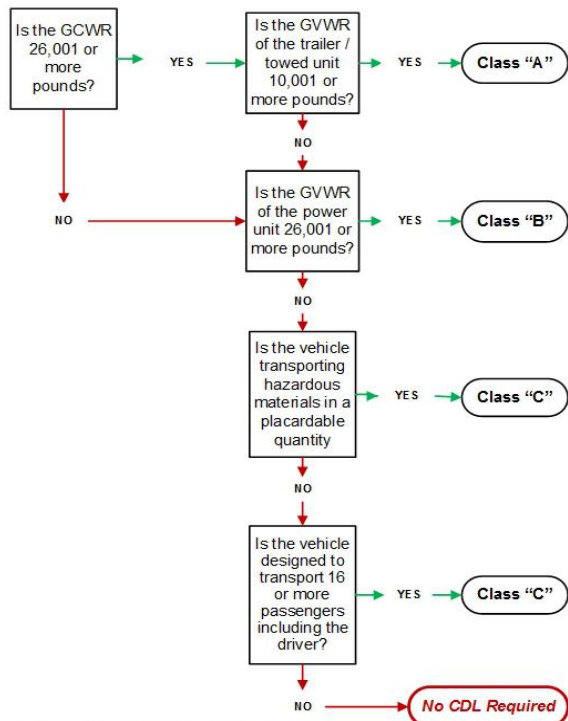 Is the GCWR
26,001 or
more
pounds?
YES
Is the GVWR
of the trailer /
towed unit
10,001 or
more pounds?
YES
Class “A”
NO
NO
Is the GVWR
of the power
unit 26,001 or
more pounds?
YES
Class “B”
NO
Is the vehicle
transporting
hazardous
materials in a
placardable
quantity
YES
Class “C”
NO
Is the vehicle
designed to
transport 16
or more
passengers
including the
driver?
YES
Class “C”
NO
No CDL Required